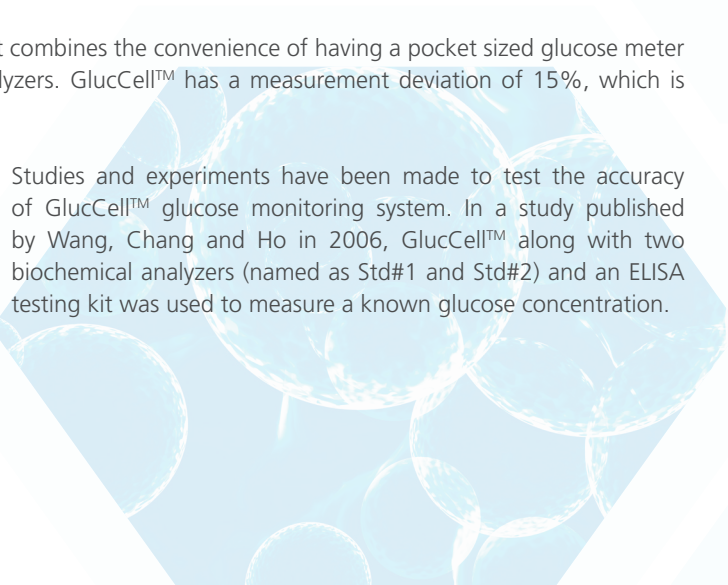 combines the convenience of having a pocket sized glucose meter
GlucCell™ has a measurement deviation of 15%, which is
Studies and experiments have been made to test the accuracy
of GlucCell™ glucose monitoring system. In a study published
by Wang, Chang and Ho in 2006, GlucCell™ along with two
biochemical analyzers (named as Std#1 and Std#2) and an ELISA
testing kit was used to measure a known glucose concentration.